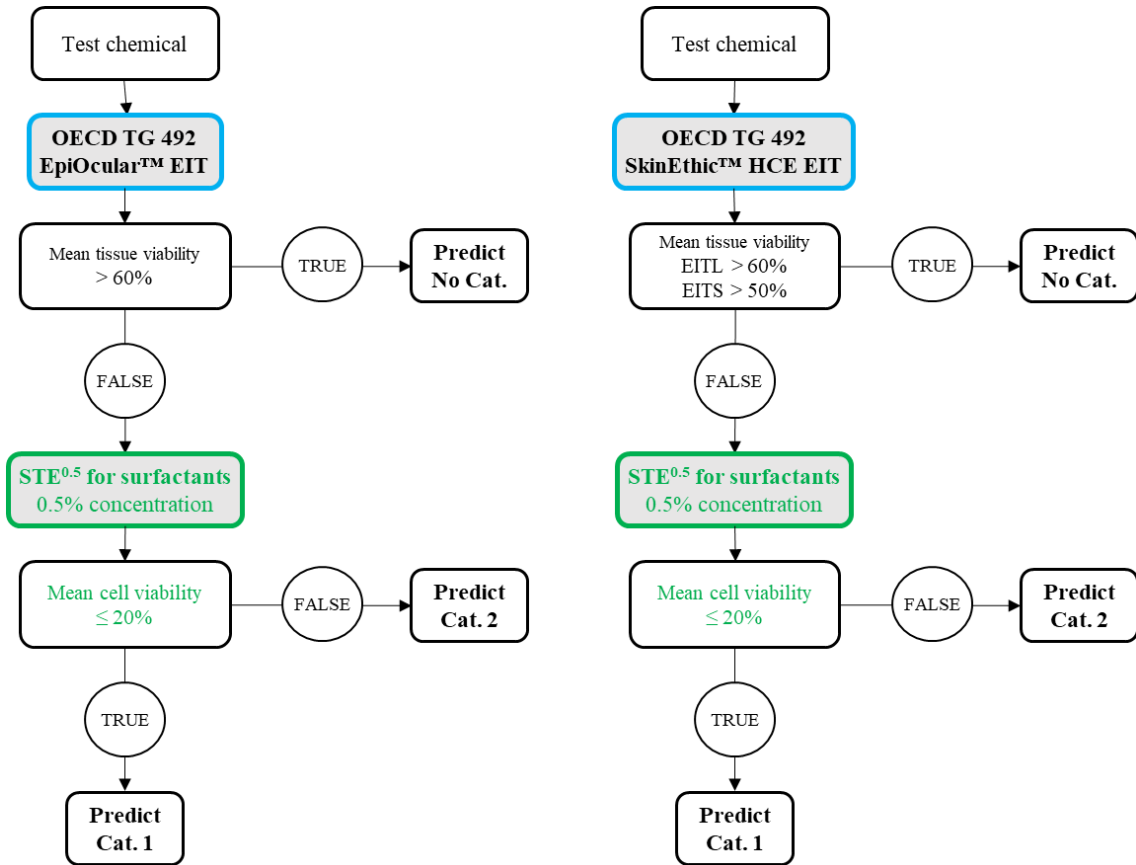 Test chemical
OECD TG 492
EpiOcular™ EIT
Mean tissue viability
> 60%
TRUE
Predict
No Cat.
FALSE
STE0.5 for surfactants
0.5% concentration
Mean cell viability
≤ 20%
FALSE
Predict
Cat. 2
TRUE
Predict
Cat. 1
Test chemical
OECD TG 492
SkinEthic™ HCE EIT
Mean tissue viability
EITL > 60%
EITS > 50%
TRUE
Predict
No Cat.
FALSE
STE0.5 for surfactants
0.5% concentration
Mean cell viability
≤ 20%
FALSE
Predict
Cat. 2
TRUE
Predict
Cat. 1